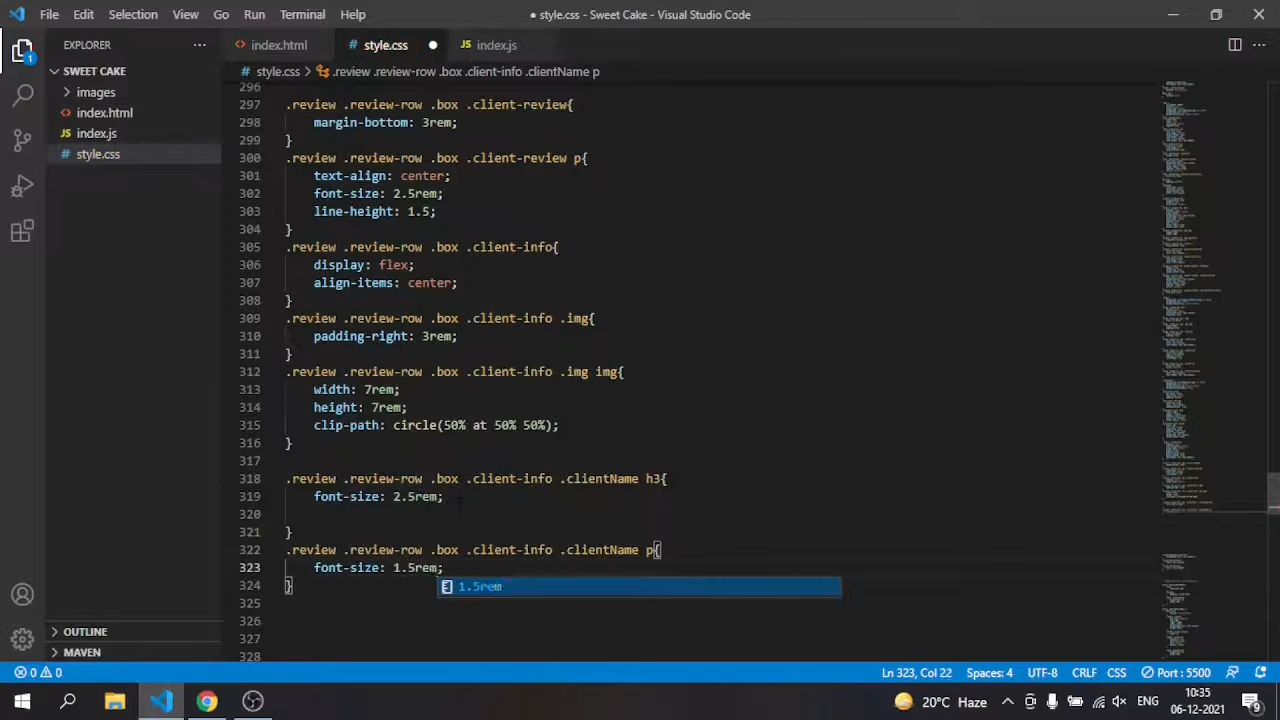 File Edit Selection View Go Run Terminal Help
● style.css - Sweet Cake - Visual Studio Code
EXPLORER ···
<> index.html # style.css ● JS index.js
1
# style.css > .review .review-row .box .client-info .clientName p
SWEET CAKE
images
<> index.html
JS index.js
# style.css
296
297 .review .review-row .box .client-review{
298 margin-bottom: 3rem;
299 }
300 .review .review-row .box .client-review p{
301 text-align: center;
302 font-size: 2.5rem;
303 line-height: 1.5;
304 }
305 .review .review-row .box .client-info{
306 display: flex;
307 align-items: center;
308 }
309 .review .review-row .box .client-info .img{
310 padding-right: 3rem;
311 }
312 .review .review-row .box .client-info .img img{
313 width: 7rem;
314 height: 7rem;
315 clip-path: circle(50% at 50% 50%);
316 }
317
318 .review .review-row .box .client-info .clientName h3{
319 font-size: 2.5rem;
320
321 }
322 .review .review-row .box .client-info .clientName p{
323 font-size: 1.5rem;
324 }
1.5rem
325
326
327
328
OUTLINE
MAVEN
0 0 Ln 323, Col 22 Spaces: 4 UTF-8 CRLF CSS Port : 5500
20°C Haze ENG 10:35
06-12-2021 9